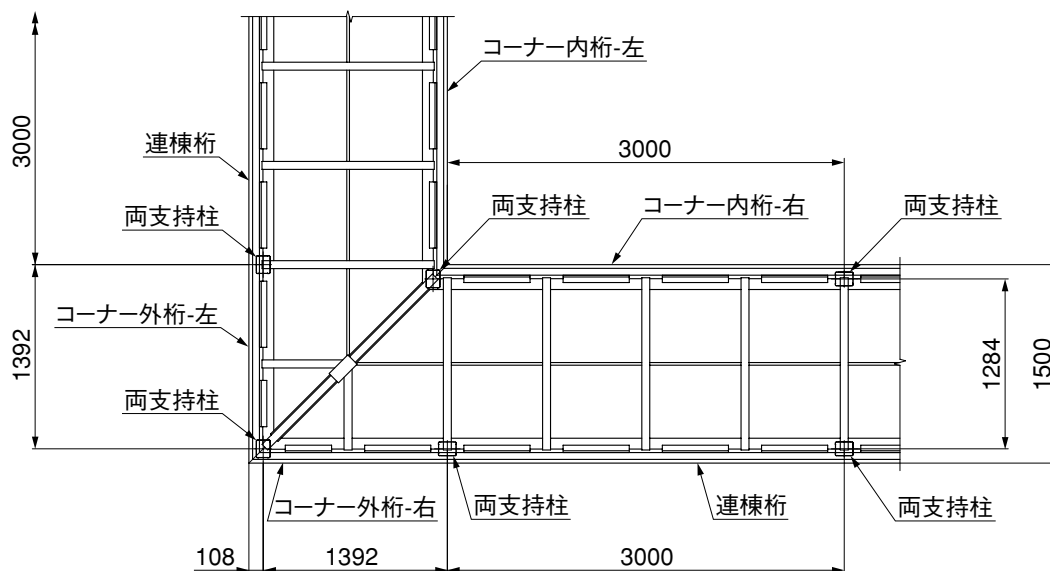 コーナー内桁-左
3000
連棟桁
3000
両支持柱
両支持柱
コーナー内桁-右
両支持柱
コーナー外桁-左
1392
1284
1500
両支持柱
コーナー外桁-右
両支持柱
連棟桁
両支持柱
108
1392
3000